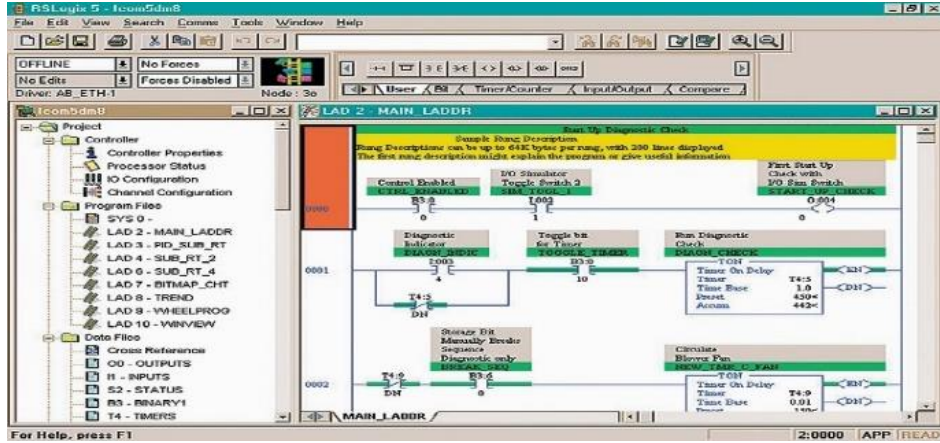 RSLogix 5 - Icom5dm8
File Edit View Search Comms Tools Window Help
OFFLINE
No Forces
No Edits
Forces Disabled
Driver: AB_ETH-1
Node : 3o
User
Bit
Timer/Counter
Input/Output
Compare
Icom5dm8
Project
Controller
Controller Properties
Processor Status
IO Configuration
Channel Configuration
Program Files
SYS 0 -
LAD 2 - MAIN_LADDR
LAD 3 - PID_SUB_RT
LAD 4 - SUB_RT_2
LAD 6 - SUB_RT_4
LAD 7 - BITMAP_CHT
LAD 8 - TREND
LAD 9 - WHEELPROG
LAD 10 - WINVIEW
Data Files
Cross Reference
O0 - OUTPUTS
I1 - INPUTS
S2 - STATUS
B3 - BINARY1
T4 - TIMERS
LAD 2 - MAIN_LADDR
Start Up Diagnostic Check
Sample Rung Description
Rung Descriptions can be up to 64K bytes per rung, with 200 lines displayed
The first rung description might explain the program or give useful information
0000
Control Enabled
CTRL_ENABLED
B3:0
0
I/O Simulator
Toggle Switch 2
SIM_TOGL_1
I:002
1
First Start Up
Check with
I/O Sim Switch
START_UP_CHECK
O:004
0
0001
Diagnostic
Indicator
DIAGN_INDIC
I:003
4
T4:5
DN
Toggle bit
for Timer
TOGGLE_TIMER
B3:0
10
Run Diagnostic
Check
DIAGN_CHECK
TON
Timer On Delay
Timer T4:5
Time Base 1.0
Preset 450<
Accum 442<
EN
DN
0002
T4:9
DN
Storage Bit
Manually Breaks
Sequence
Diagnostic only
BREAK_SEQ
B3:6
0
Circulate
Blower Fan
NEW_TMR_C_FAN
TON
Timer On Delay
Timer T4:9
Time Base 0.01
Preset
EN
DN
MAIN_LADDR
For Help, press F1
2:0000 APP READ